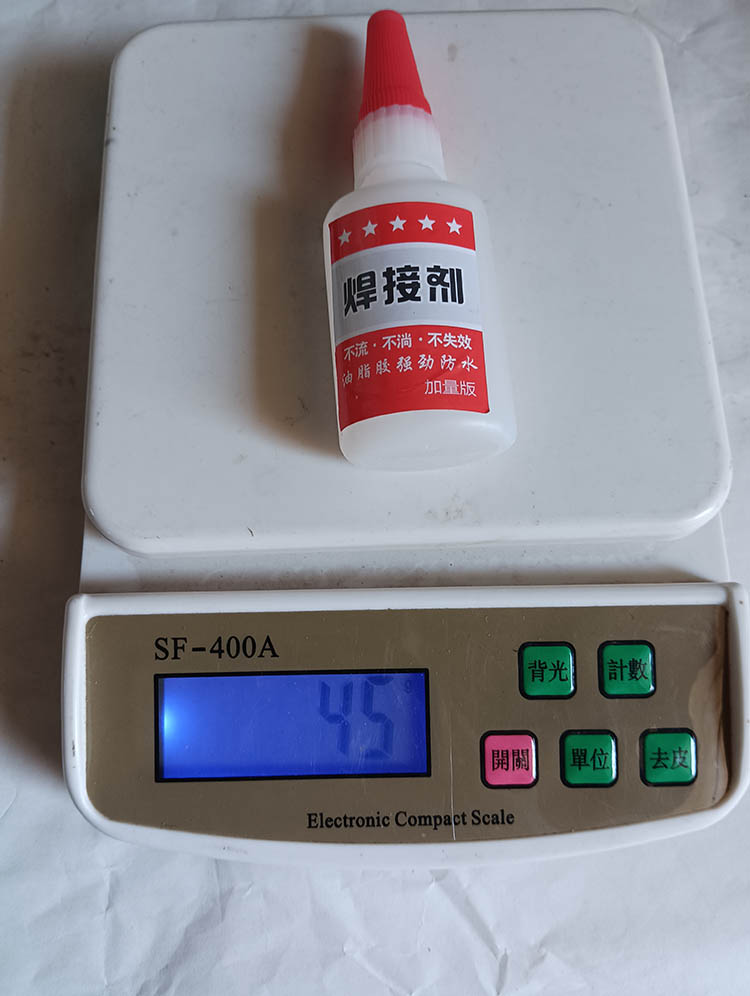 ★★★★★
焊接剂
不流·不淌·不失效
油脂胶强劲防水
加量版
SF-400A
45 g
背光 計數
開關 單位 去皮
Electronic Compact Scale